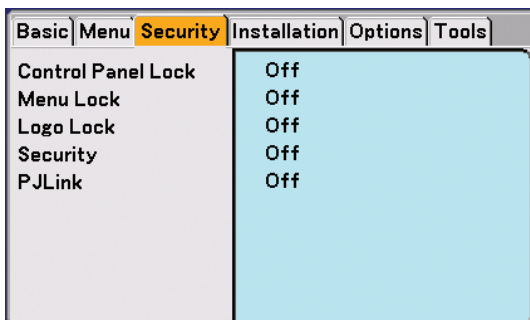 Basic Menu Security Installation Options Tools
Control Panel Lock Off
Menu Lock Off
Logo Lock Off
Security Off
PJLink Off